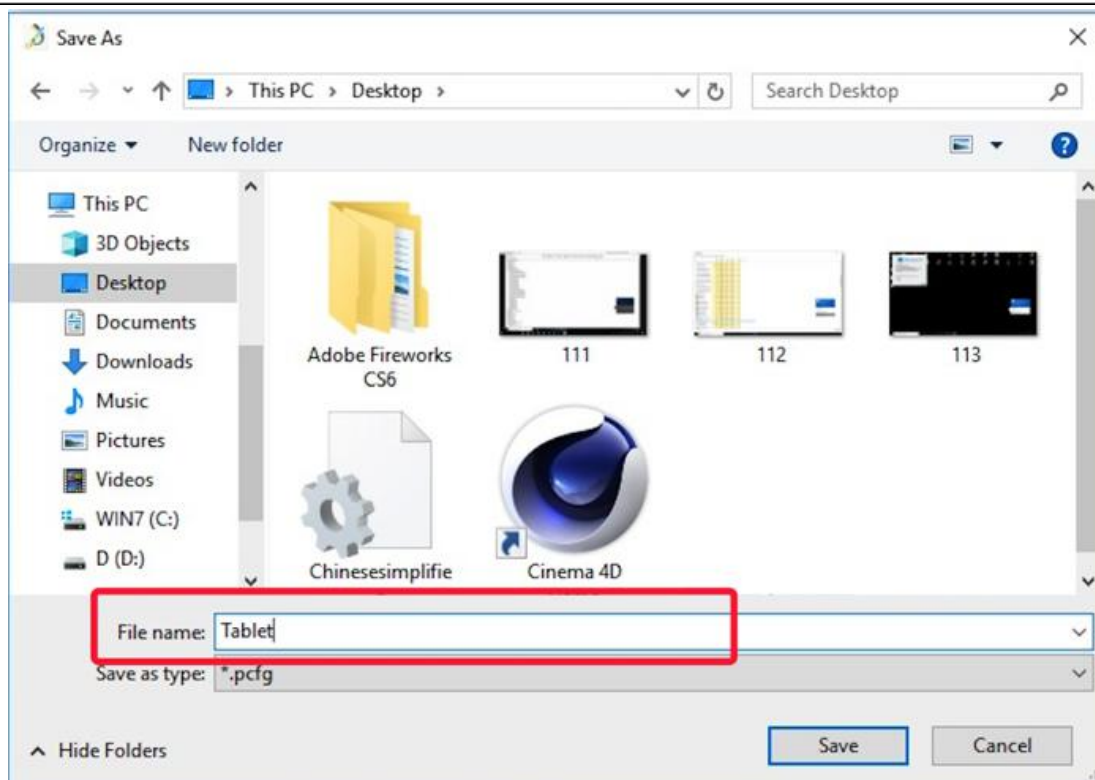 Save As
This PC > Desktop >
Search Desktop
Organize
New folder
This PC
3D Objects
Desktop
Documents
Downloads
Music
Pictures
Videos
WIN7 (C:)
D (D:)
Adobe Fireworks
CS6
111
112
113
Chinesesimplifie
Cinema 4D
File name: Tablet
Save as type: *.pcfg
Hide Folders
Save
Cancel